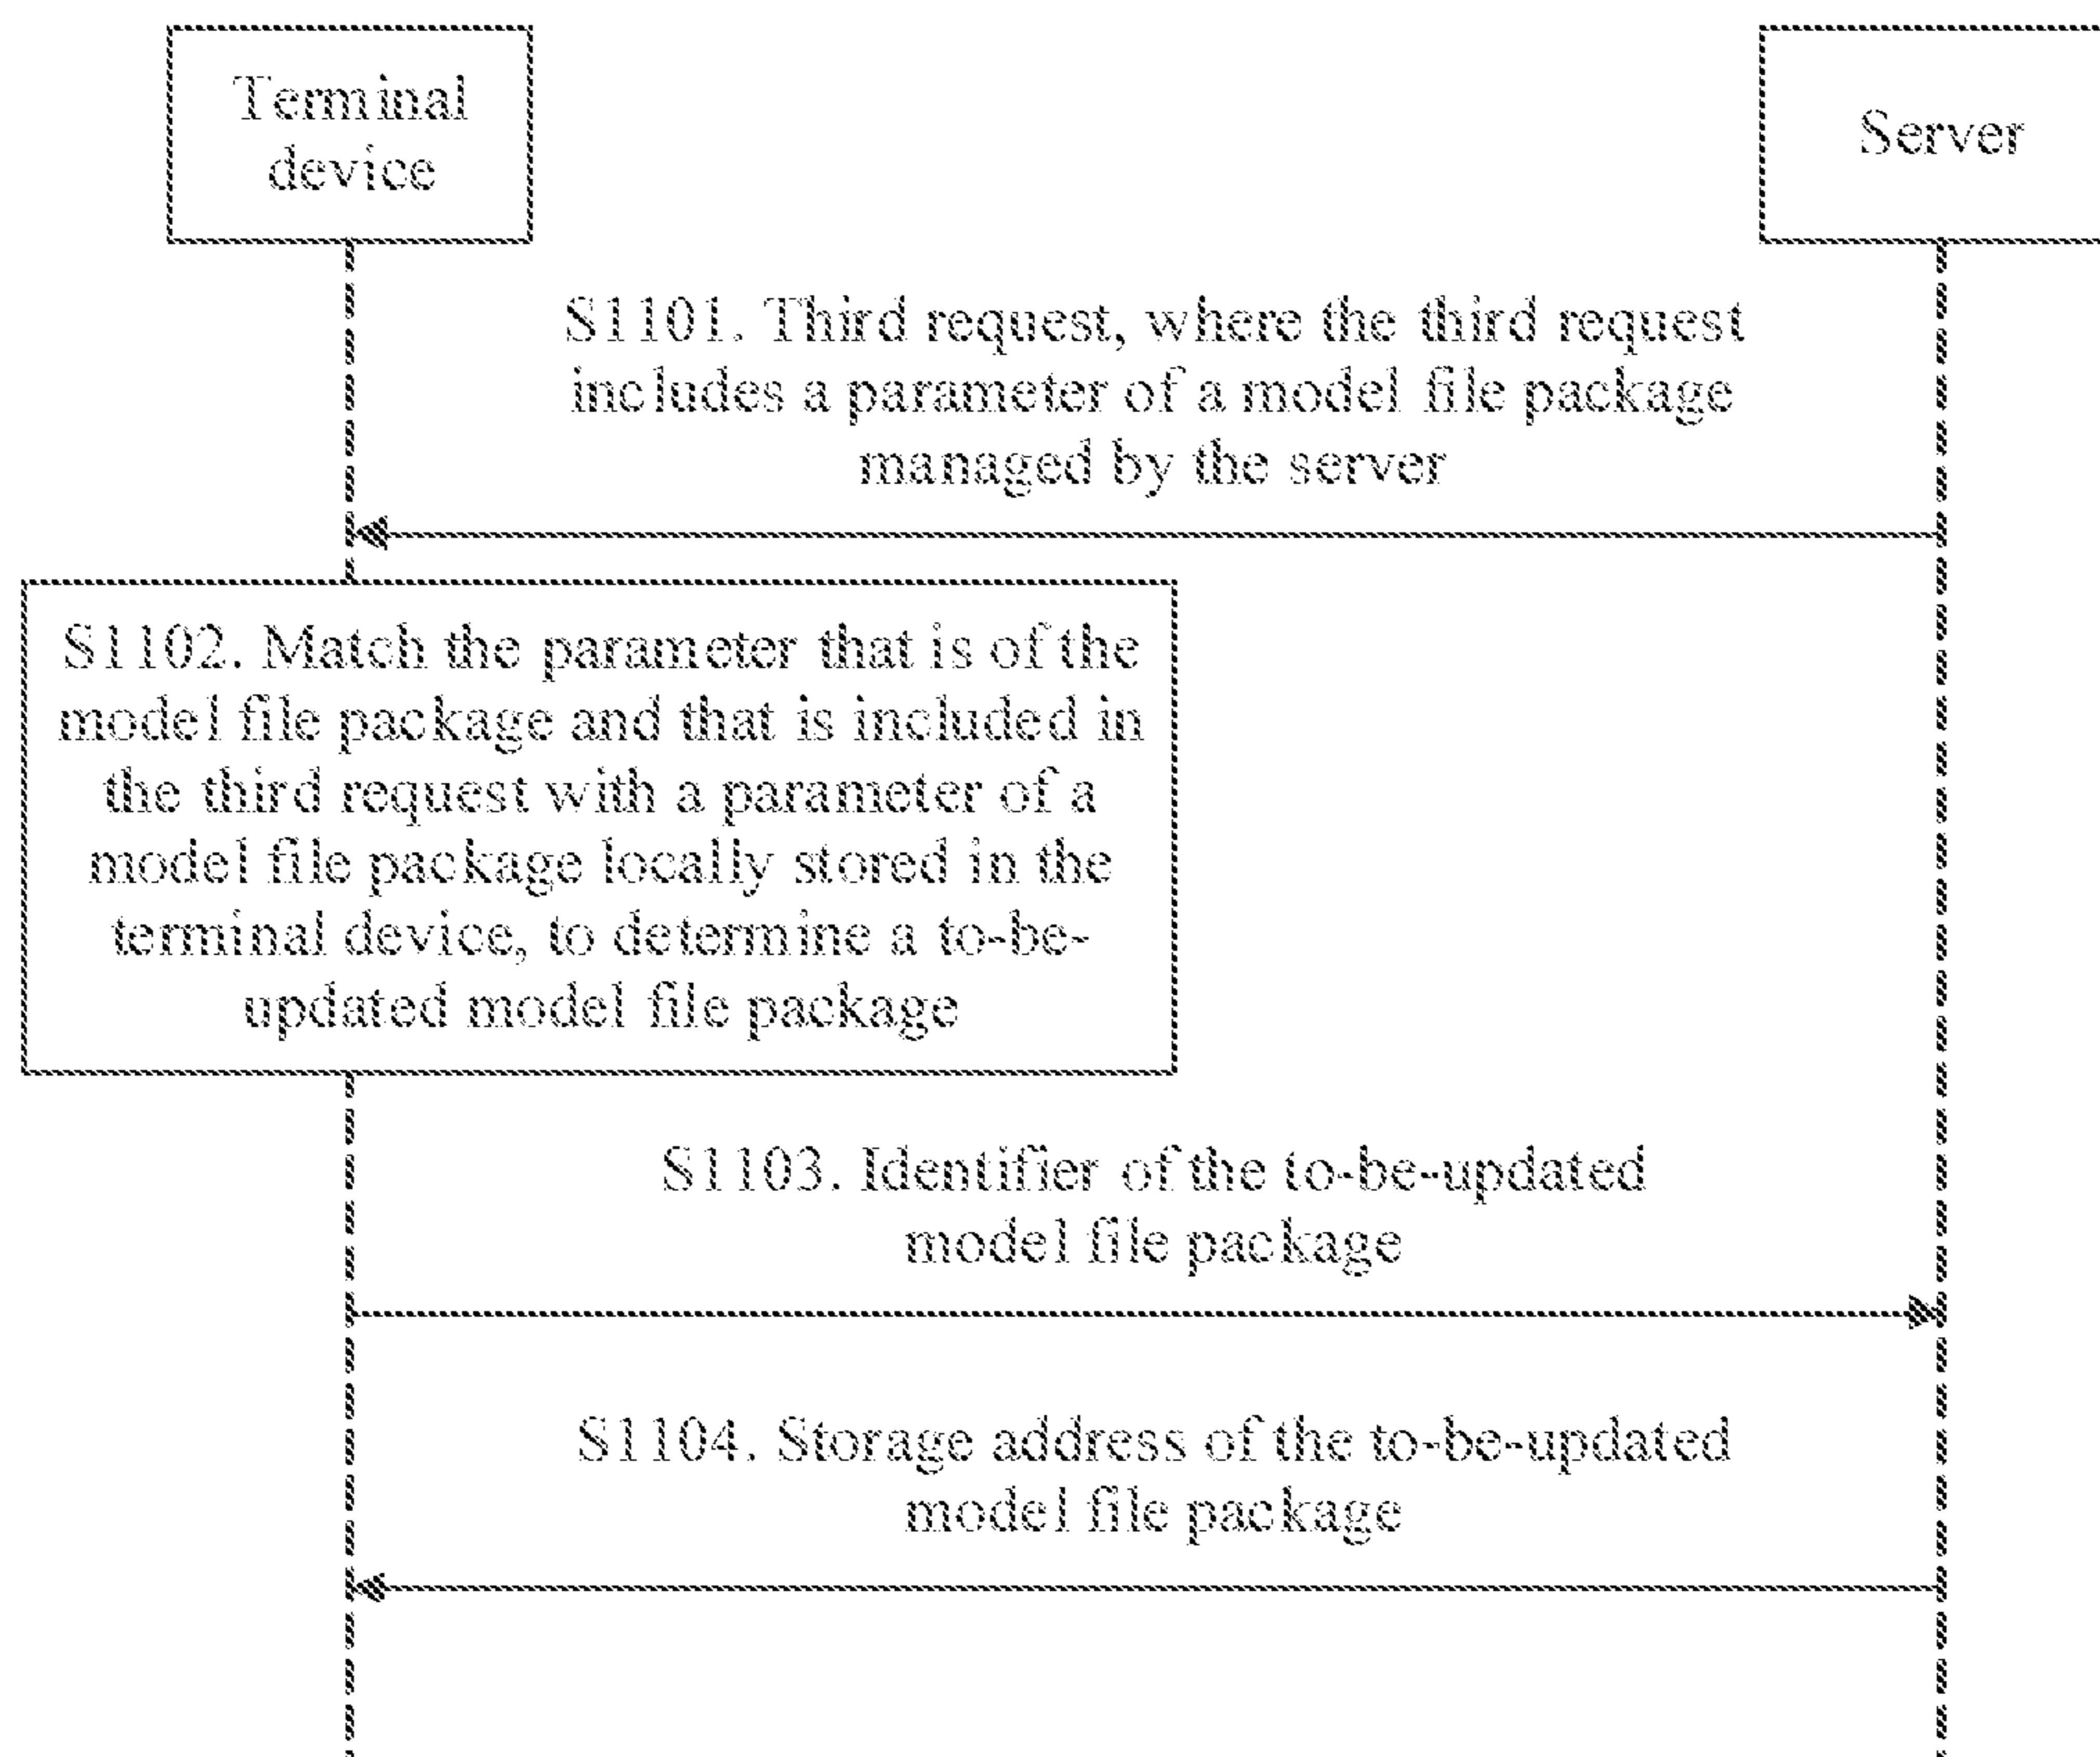 Terminal
device
Server
S1101. Third request, where the third request
includes a parameter of a model file package
managed by the server
S1102. Match the parameter that is of the
model file package and that is included in
the third request with a parameter of a
model file package locally stored in the
terminal device, to determine a to-be-
updated model file package
S1103. Identifier of the to-be-updated
model file package
S1104. Storage address of the to-be-updated
model file package